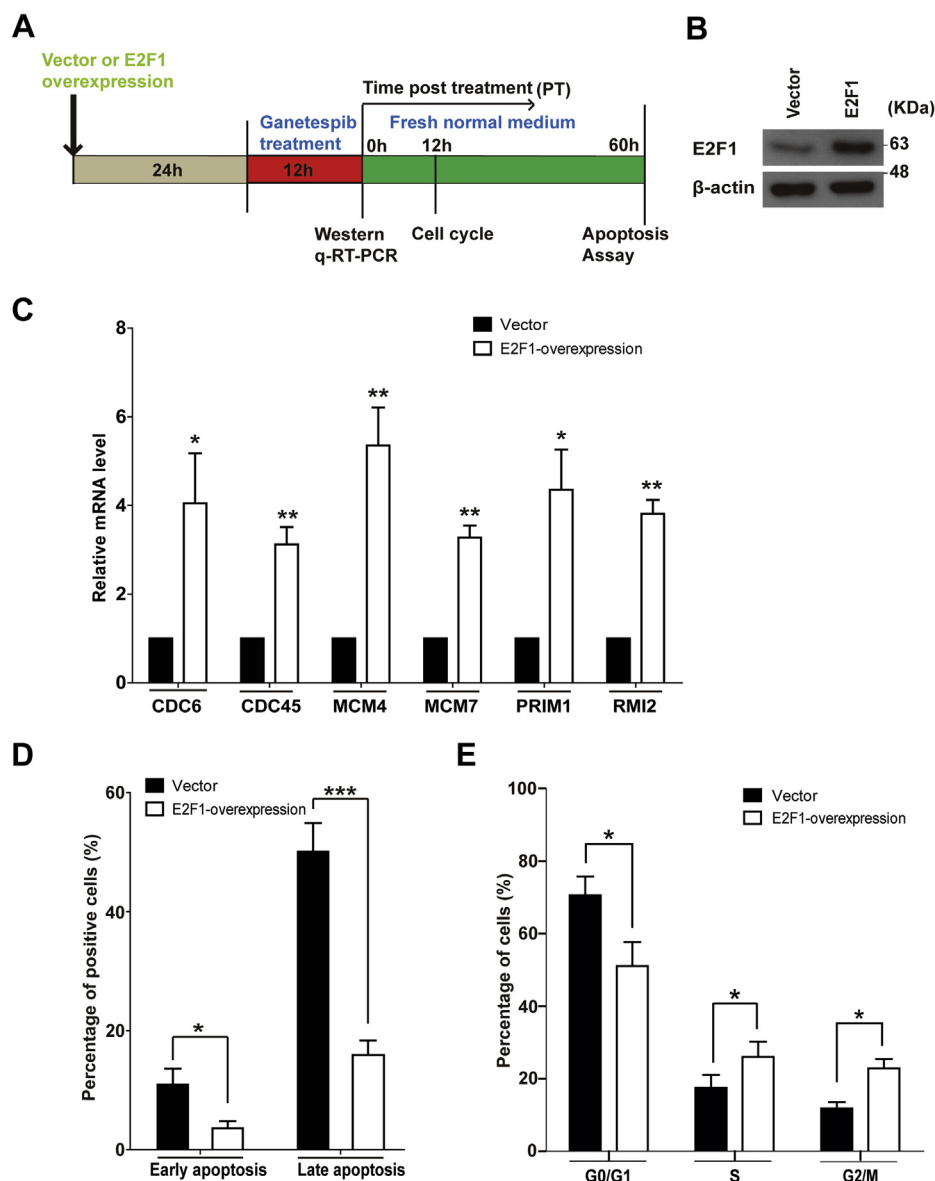 A
Vector or E2F1
overexpression
Time post treatment (PT)
Ganetespib
treatment
Fresh normal medium
0h
12h
60h
24h
12h
Western
q-RT-PCR
Cell cycle
Apoptosis
Assay
B
Vector
E2F1
(KDa)
E2F1
63
48
β-actin
C
Vector
E2F1-overexpression
Relative mRNA level
8
6
4
2
0
* ** ** ** * **
CDC6 CDC45 MCM4 MCM7 PRIM1 RMI2
D
Vector
E2F1-overexpression
Percentage of positive cells (%)
60
40
20
0
* ***
Early apoptosis Late apoptosis
E
Vector
E2F1-overexpression
Percentage of cells (%)
100
80
60
40
20
0
* * *
G0/G1 S G2/M